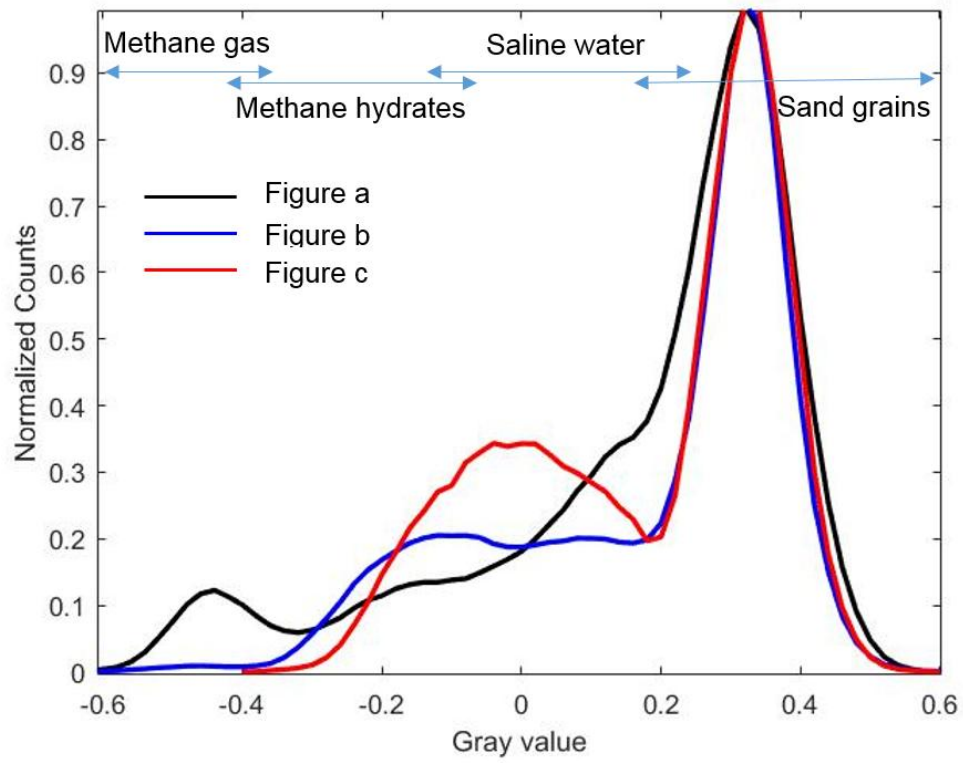 Methane gas
Saline water
Methane hydrates
Sand grains
Figure a
Figure b
Figure c
Normalized Counts
0.9
0.8
0.7
0.6
0.5
0.4
0.3
0.2
0.1
0
-0.6 -0.4 -0.2 0 0.2 0.4 0.6
Gray value